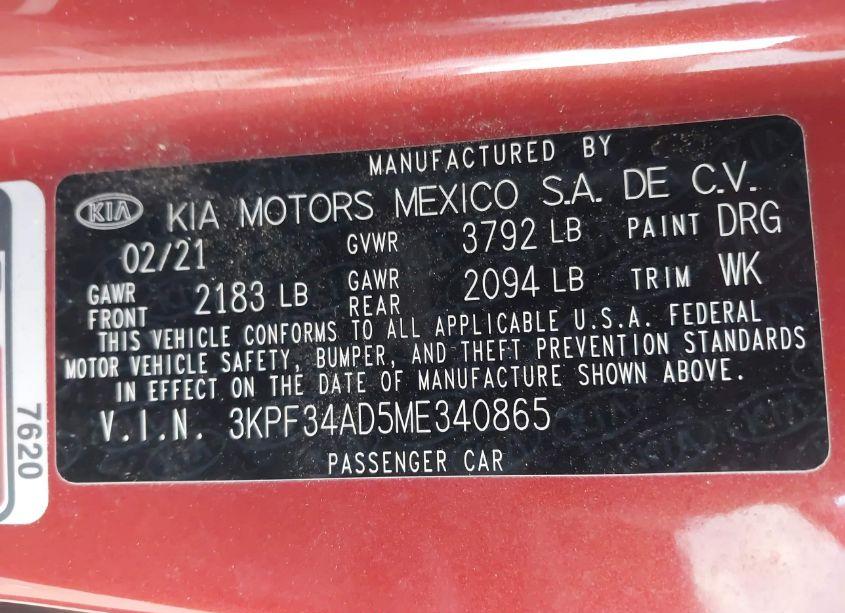 MANUFACTURED BY
KIA KIA MOTORS MEXICO S.A. DE C.V.
02/21 GVWR 3792 LB PAINT DRG
GAWR FRONT 2183 LB GAWR REAR 2094 LB TRIM WK
THIS VEHICLE CONFORMS TO ALL APPLICABLE U.S.A. FEDERAL
MOTOR VEHICLE SAFETY, BUMPER, AND THEFT PREVENTION STANDARDS
IN EFFECT ON THE DATE OF MANUFACTURE SHOWN ABOVE.
V.I.N. 3KPF34AD5ME340865
PASSENGER CAR
7620